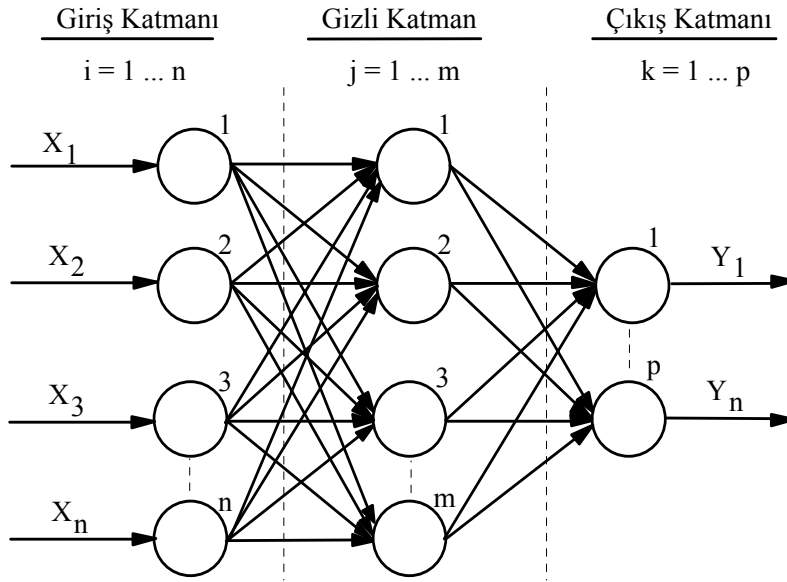 Giriş Katmanı Gizli Katman Çıkış Katmanı
i = 1 ... n j = 1 ... m k = 1 ... p
X1 1 1
X2 2 2 1 Y1
X3 3 3 p Yn
Xn n m